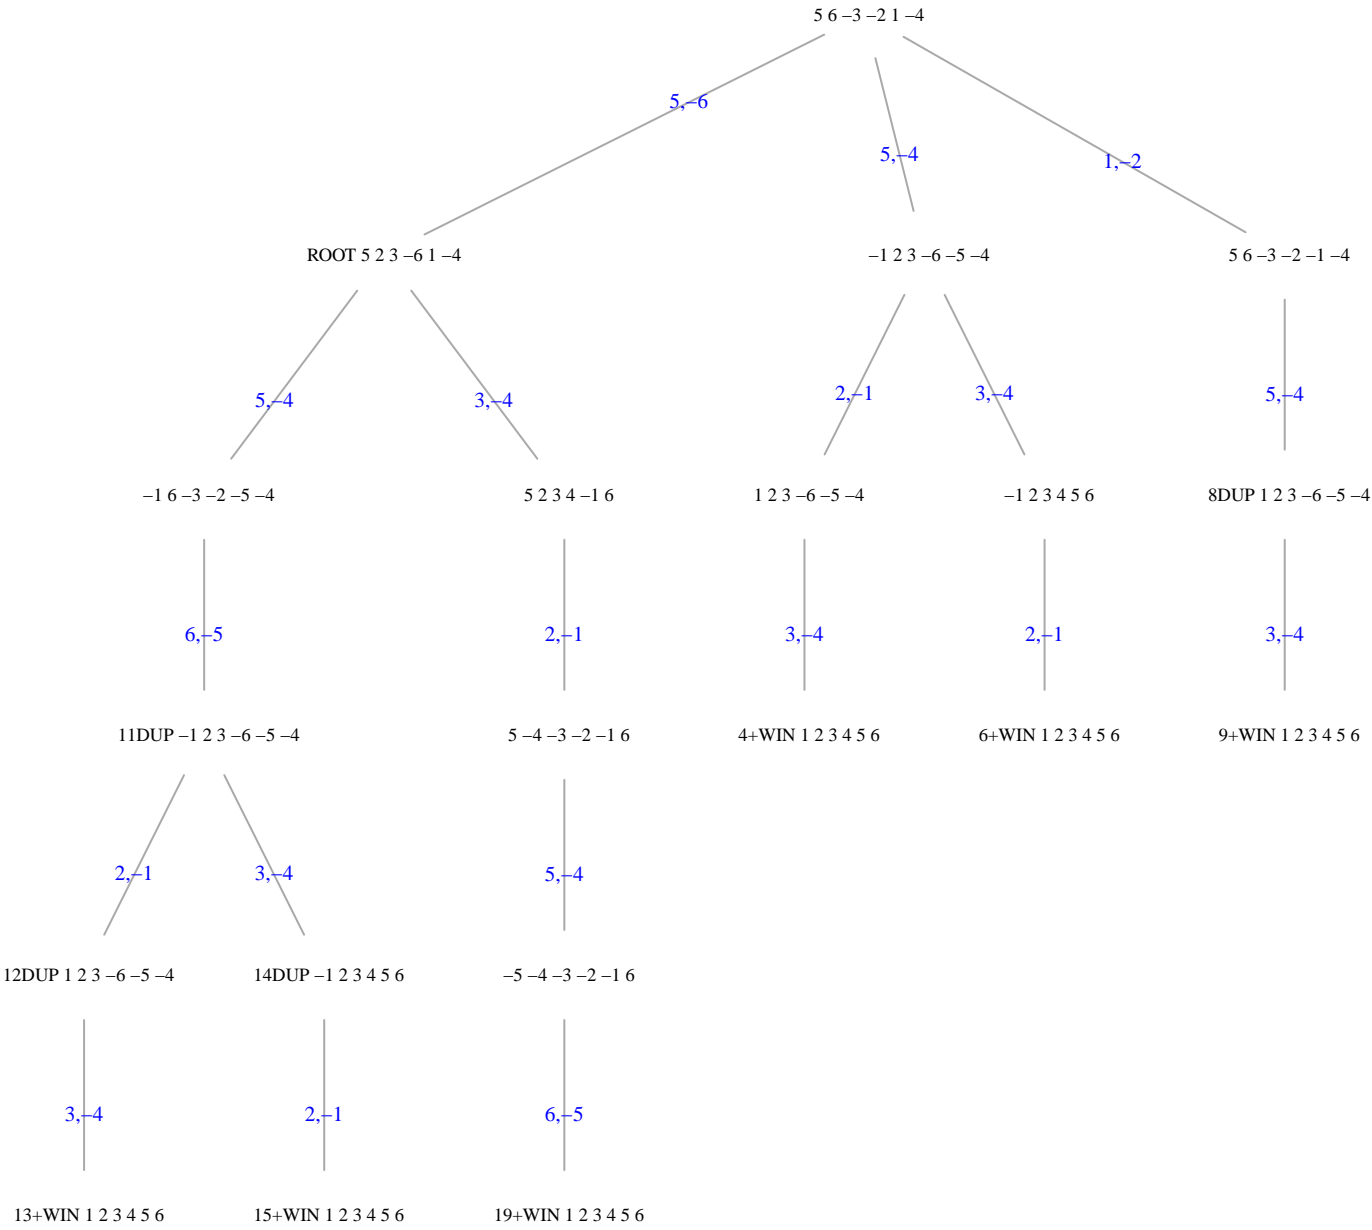 5 6 –3 –2 1 –4
5,–6
5,–4
1,–2
ROOT 5 2 3 –6 1 –4
–1 2 3 –6 –5 –4
5 6 –3 –2 –1 –4
5,–4
3,–4
2,–1
3,–4
5,–4
–1 6 –3 –2 –5 –4
5 2 3 4 –1 6
1 2 3 –6 –5 –4
–1 2 3 4 5 6
8DUP 1 2 3 –6 –5 –4
6,–5
2,–1
3,–4
2,–1
3,–4
11DUP –1 2 3 –6 –5 –4
5 –4 –3 –2 –1 6
4+WIN 1 2 3 4 5 6
6+WIN 1 2 3 4 5 6
9+WIN 1 2 3 4 5 6
2,–1
3,–4
5,–4
12DUP 1 2 3 –6 –5 –4
14DUP –1 2 3 4 5 6
–5 –4 –3 –2 –1 6
3,–4
2,–1
6,–5
13+WIN 1 2 3 4 5 6
15+WIN 1 2 3 4 5 6
19+WIN 1 2 3 4 5 6